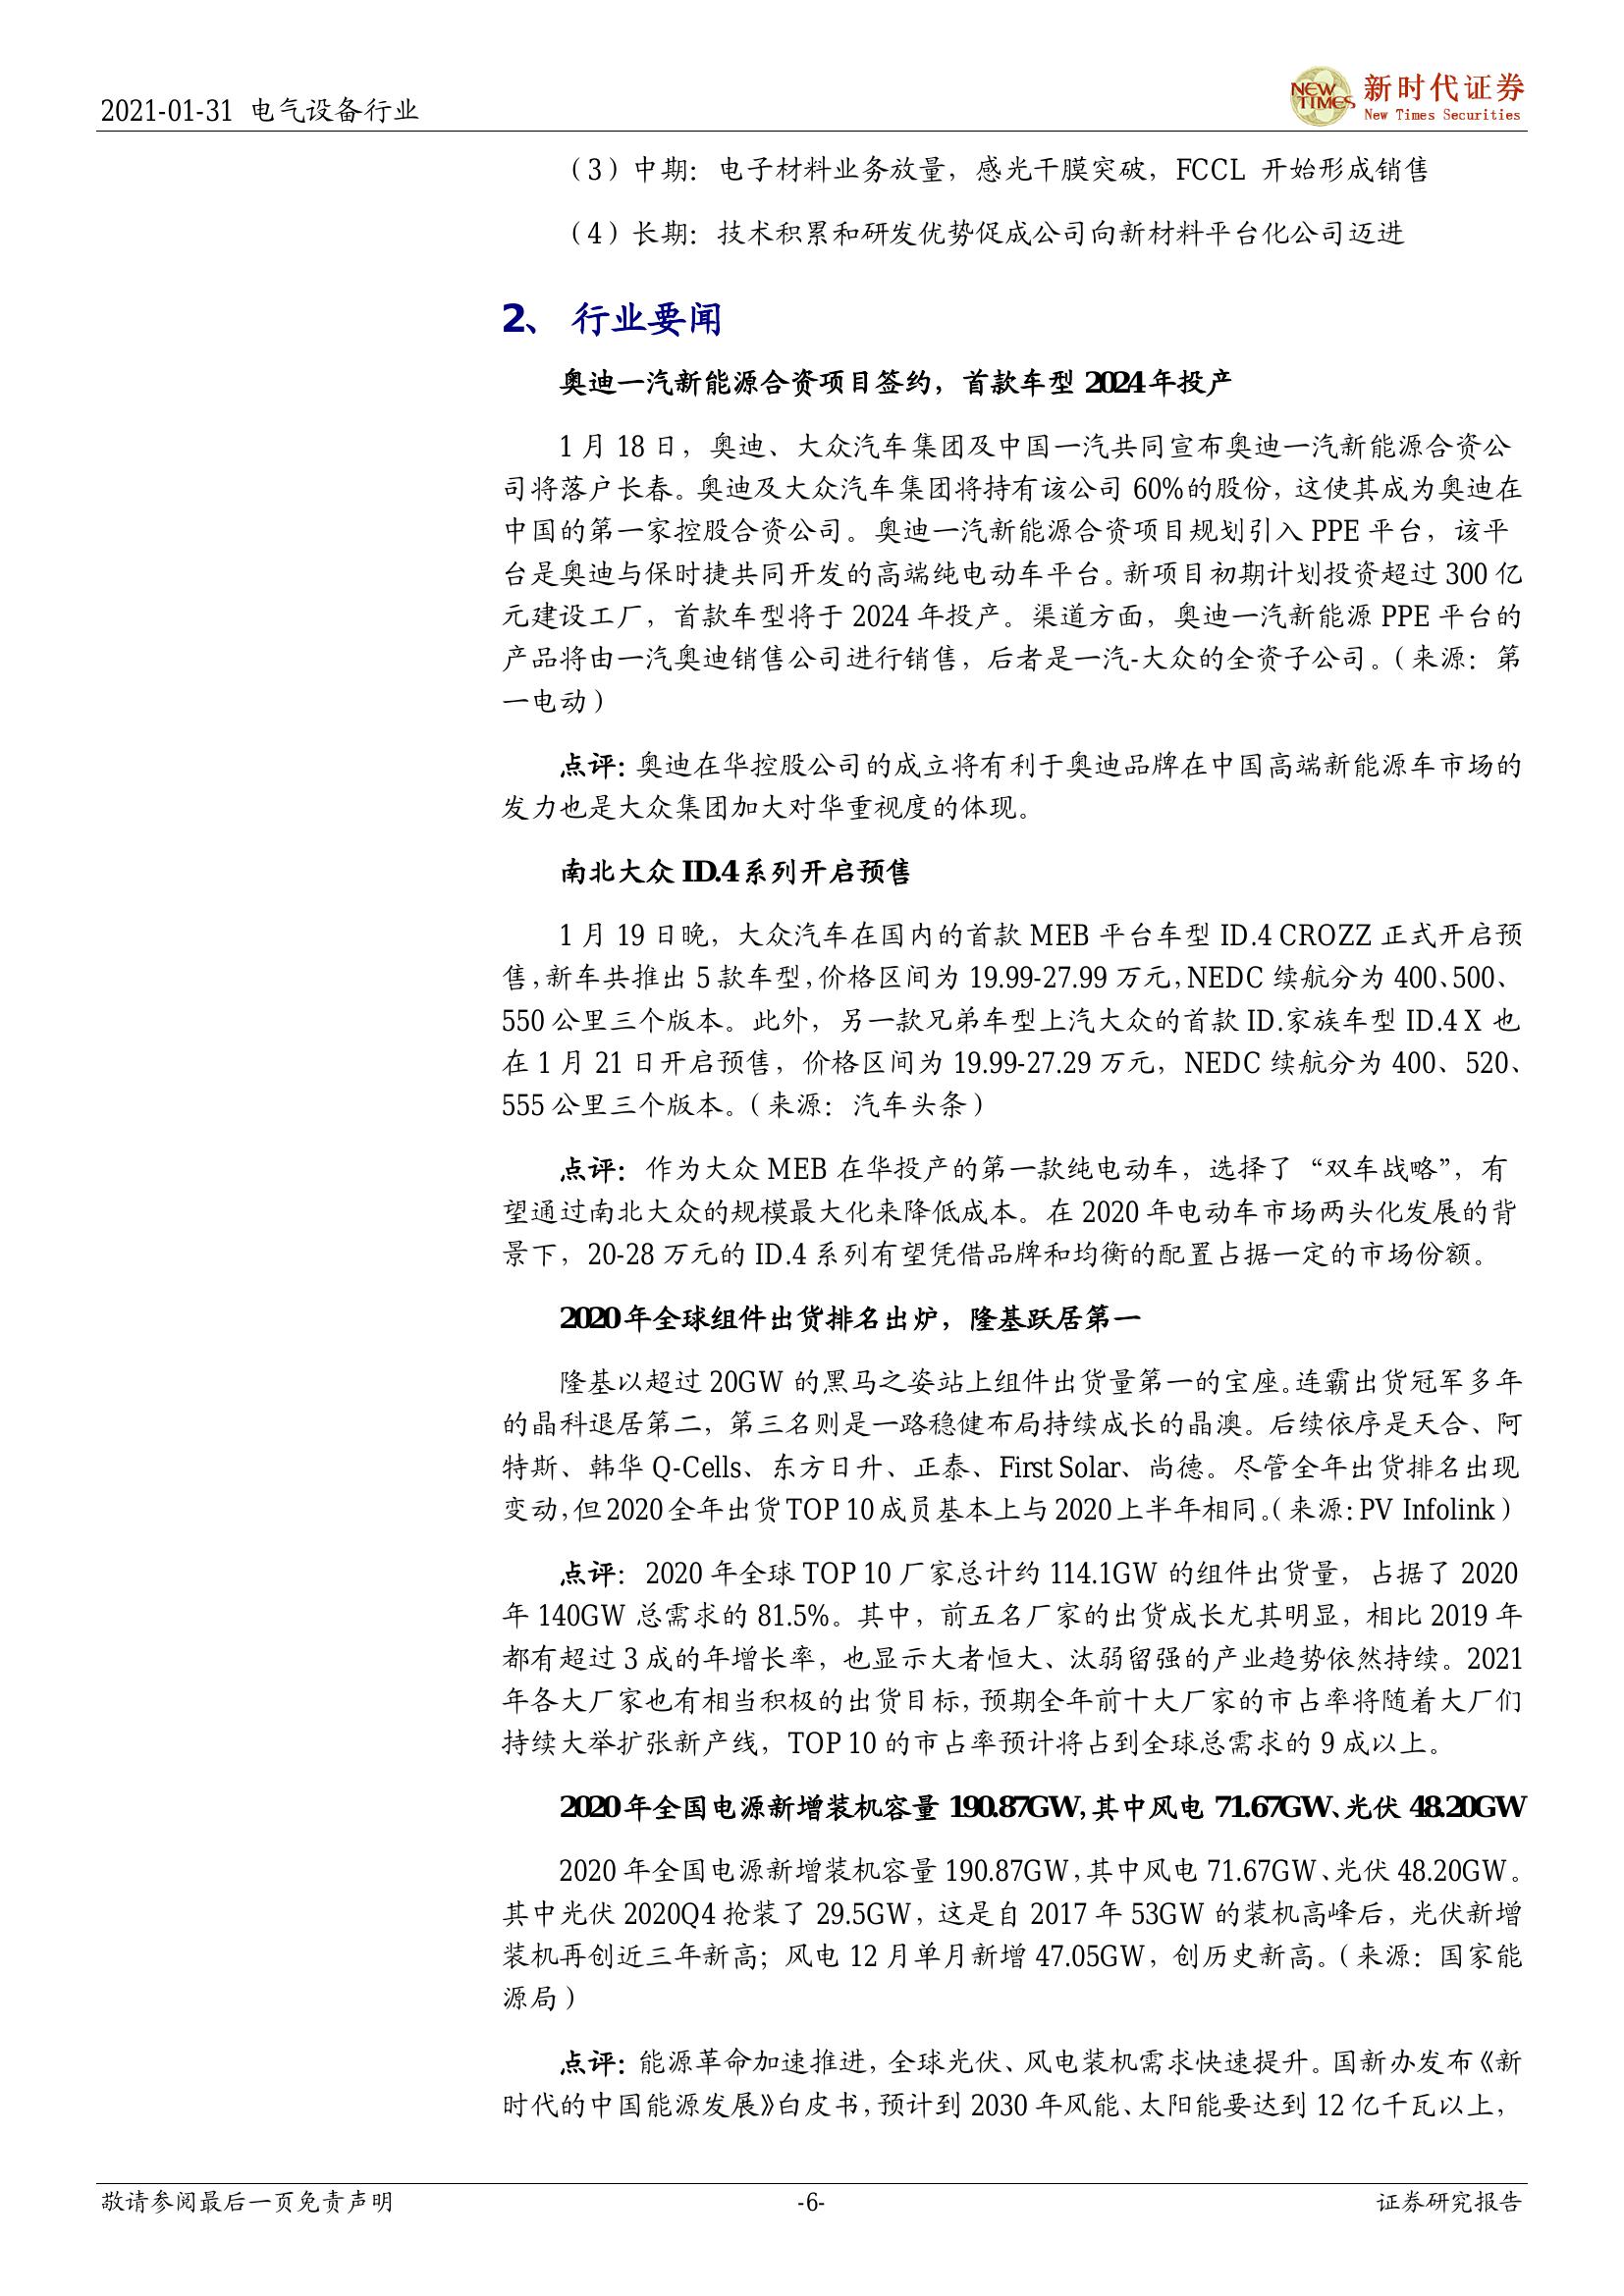 2021-01-31 电气设备行业
NEW TIMES 新时代证券
New Times Securities
（3）中期：电子材料业务放量，感光干膜突破，FCCL 开始形成销售
（4）长期：技术积累和研发优势促成公司向新材料平台化公司迈进
2、 行业要闻
奥迪一汽新能源合资项目签约，首款车型 2024 年投产
1 月 18 日，奥迪、大众汽车集团及中国一汽共同宣布奥迪一汽新能源合资公
司将落户长春。奥迪及大众汽车集团将持有该公司 60%的股份，这使其成为奥迪在
中国的第一家控股合资公司。奥迪一汽新能源合资项目规划引入 PPE 平台，该平
台是奥迪与保时捷共同开发的高端纯电动车平台。新项目初期计划投资超过 300 亿
元建设工厂，首款车型将于 2024 年投产。渠道方面，奥迪一汽新能源 PPE 平台的
产品将由一汽奥迪销售公司进行销售，后者是一汽-大众的全资子公司。（来源：第
一电动）
点评：奥迪在华控股公司的成立将有利于奥迪品牌在中国高端新能源车市场的
发力也是大众集团加大对华重视度的体现。
南北大众 ID.4 系列开启预售
1 月 19 日晚，大众汽车在国内的首款 MEB 平台车型 ID.4 CROZZ 正式开启预
售，新车共推出 5 款车型，价格区间为 19.99-27.99 万元，NEDC 续航分为 400、500、
550 公里三个版本。此外，另一款兄弟车型上汽大众的首款 ID.家族车型 ID.4 X 也
在 1 月 21 日开启预售，价格区间为 19.99-27.29 万元，NEDC 续航分为 400、520、
555 公里三个版本。（来源：汽车头条）
点评：作为大众 MEB 在华投产的第一款纯电动车，选择了“双车战略”，有
望通过南北大众的规模最大化来降低成本。在 2020 年电动车市场两头化发展的背
景下，20-28 万元的 ID.4 系列有望凭借品牌和均衡的配置占据一定的市场份额。
2020 年全球组件出货排名出炉，隆基跃居第一
隆基以超过 20GW 的黑马之姿站上组件出货量第一的宝座。连霸出货冠军多年
的晶科退居第二，第三名则是一路稳健布局持续成长的晶澳。后续依序是天合、阿
特斯、韩华 Q-Cells、东方日升、正泰、First Solar、尚德。尽管全年出货排名出现
变动，但 2020 全年出货 TOP 10 成员基本上与 2020 上半年相同。（来源：PV Infolink）
点评：2020 年全球 TOP 10 厂家总计约 114.1GW 的组件出货量，占据了 2020
年 140GW 总需求的 81.5%。其中，前五名厂家的出货成长尤其明显，相比 2019 年
都有超过 3 成的年增长率，也显示大者恒大、汰弱留强的产业趋势依然持续。2021
年各大厂家也有相当积极的出货目标，预期全年前十大厂家的市占率将随着大厂们
持续大举扩张新产线，TOP 10 的市占率预计将占到全球总需求的 9 成以上。
2020 年全国电源新增装机容量 190.87GW，其中风电 71.67GW、光伏 48.20GW
2020 年全国电源新增装机容量 190.87GW，其中风电 71.67GW、光伏 48.20GW。
其中光伏 2020Q4 抢装了 29.5GW，这是自 2017 年 53GW 的装机高峰后，光伏新增
装机再创近三年新高；风电 12 月单月新增 47.05GW，创历史新高。（来源：国家能
源局）
点评：能源革命加速推进，全球光伏、风电装机需求快速提升。国新办发布《新
时代的中国能源发展》白皮书，预计到 2030 年风能、太阳能要达到 12 亿千瓦以上，
敬请参阅最后一页免责声明 -6- 证券研究报告